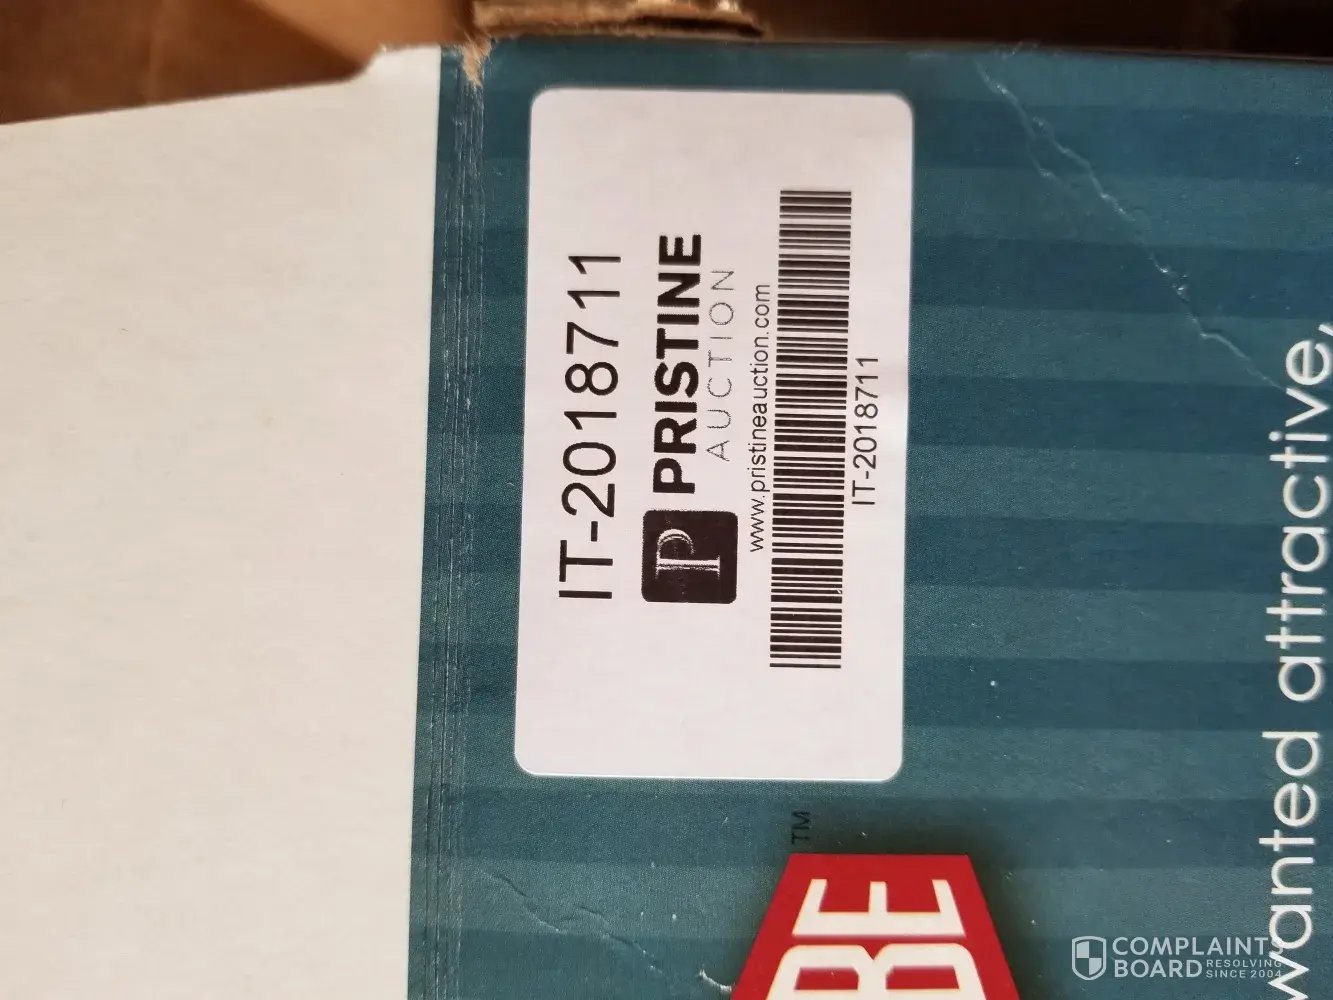 IT-2018711
P PRISTINE
AUCTION
www.pristineauction.com
IT-2018711
wanted attractive,
TM
BE
COMPLAINTS
BOARD RESOLVING
SINCE 2004